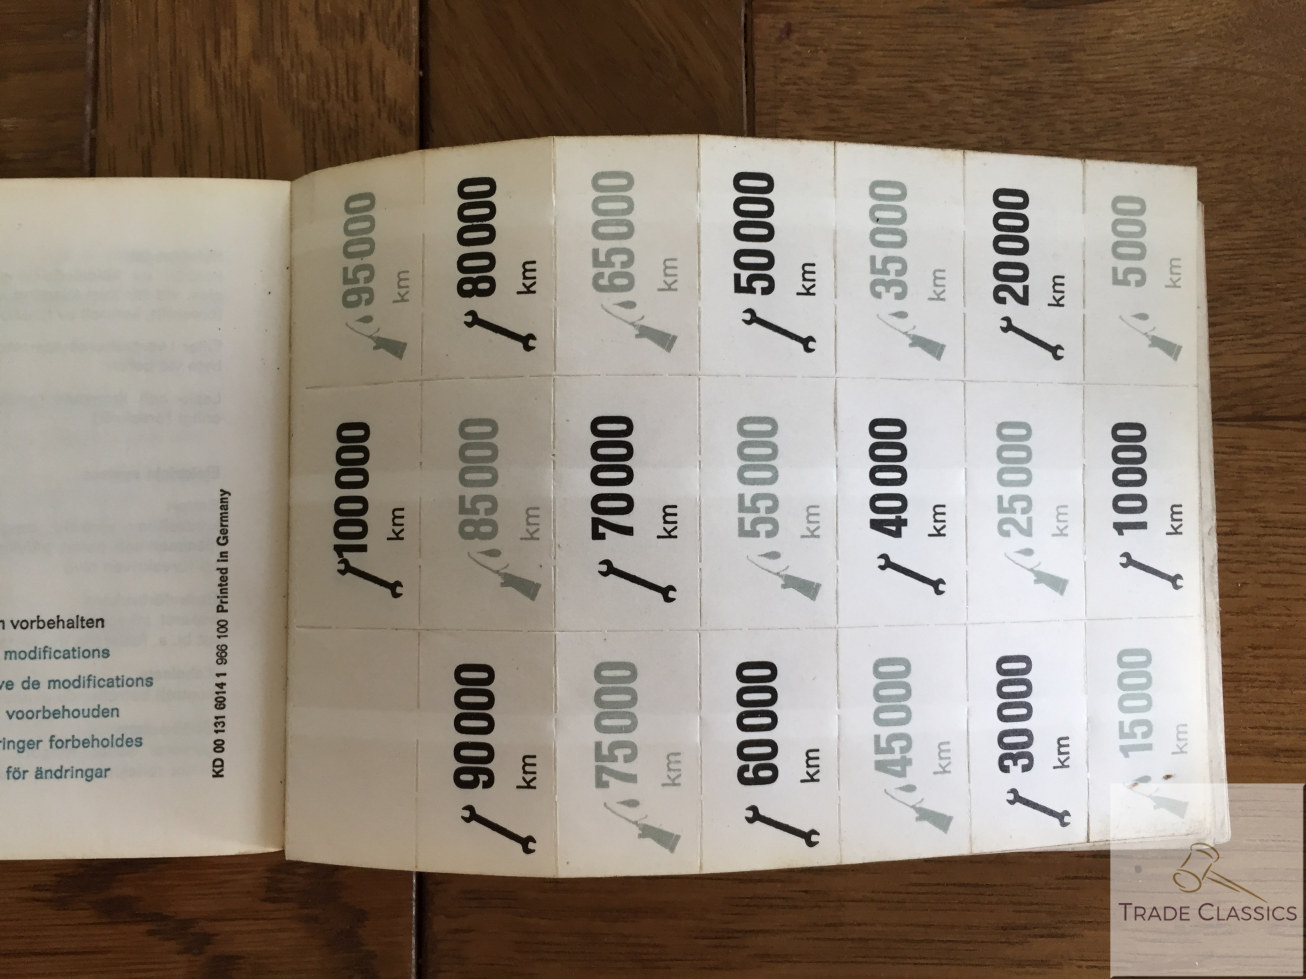 n vorbehalten
modifications
ve de modifications
voorbehouden
ringer forbeholdes
för ändringar
KD 00 131 6014 1 966 100 Printed in Germany
95000
km
80000
km
65000
km
50000
km
35000
km
20000
km
5000
km
100000
km
85000
km
70000
km
55000
km
40000
km
25000
km
10000
km
90000
km
75000
km
60000
km
45000
km
30000
km
15000
km
TRADE CLASSICS